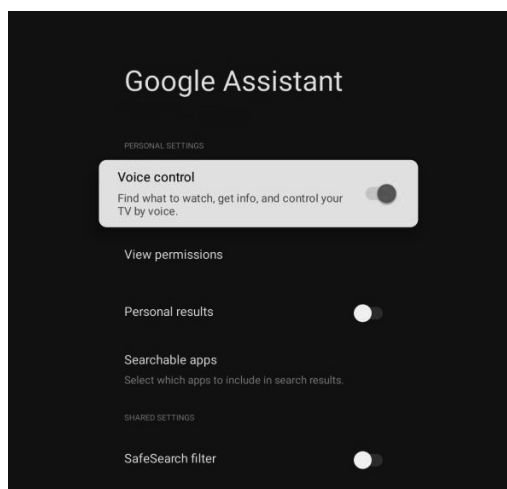 Google Assistant
PERSONAL SETTINGS
Voice control
Find what to watch, get info, and control your
TV by voice.
View permissions
Personal results
Searchable apps
Select which apps to include in search results.
SHARED SETTINGS
SafeSearch filter